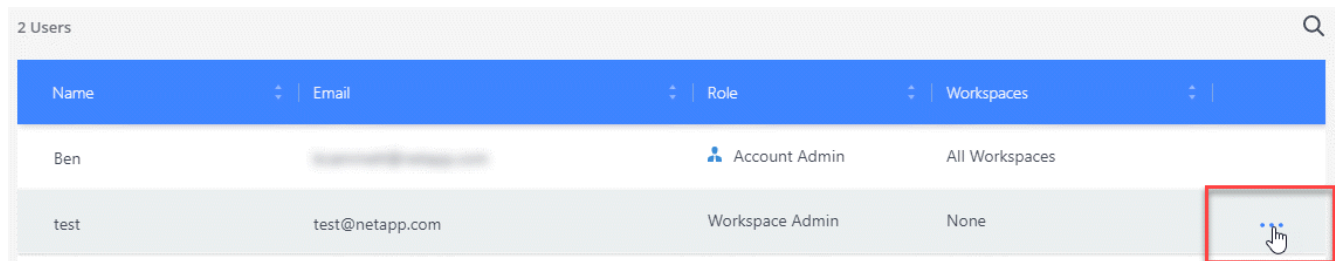 2 Users
Name Email Role Workspaces
Ben Account Admin All Workspaces
test test@netapp.com Workspace Admin None